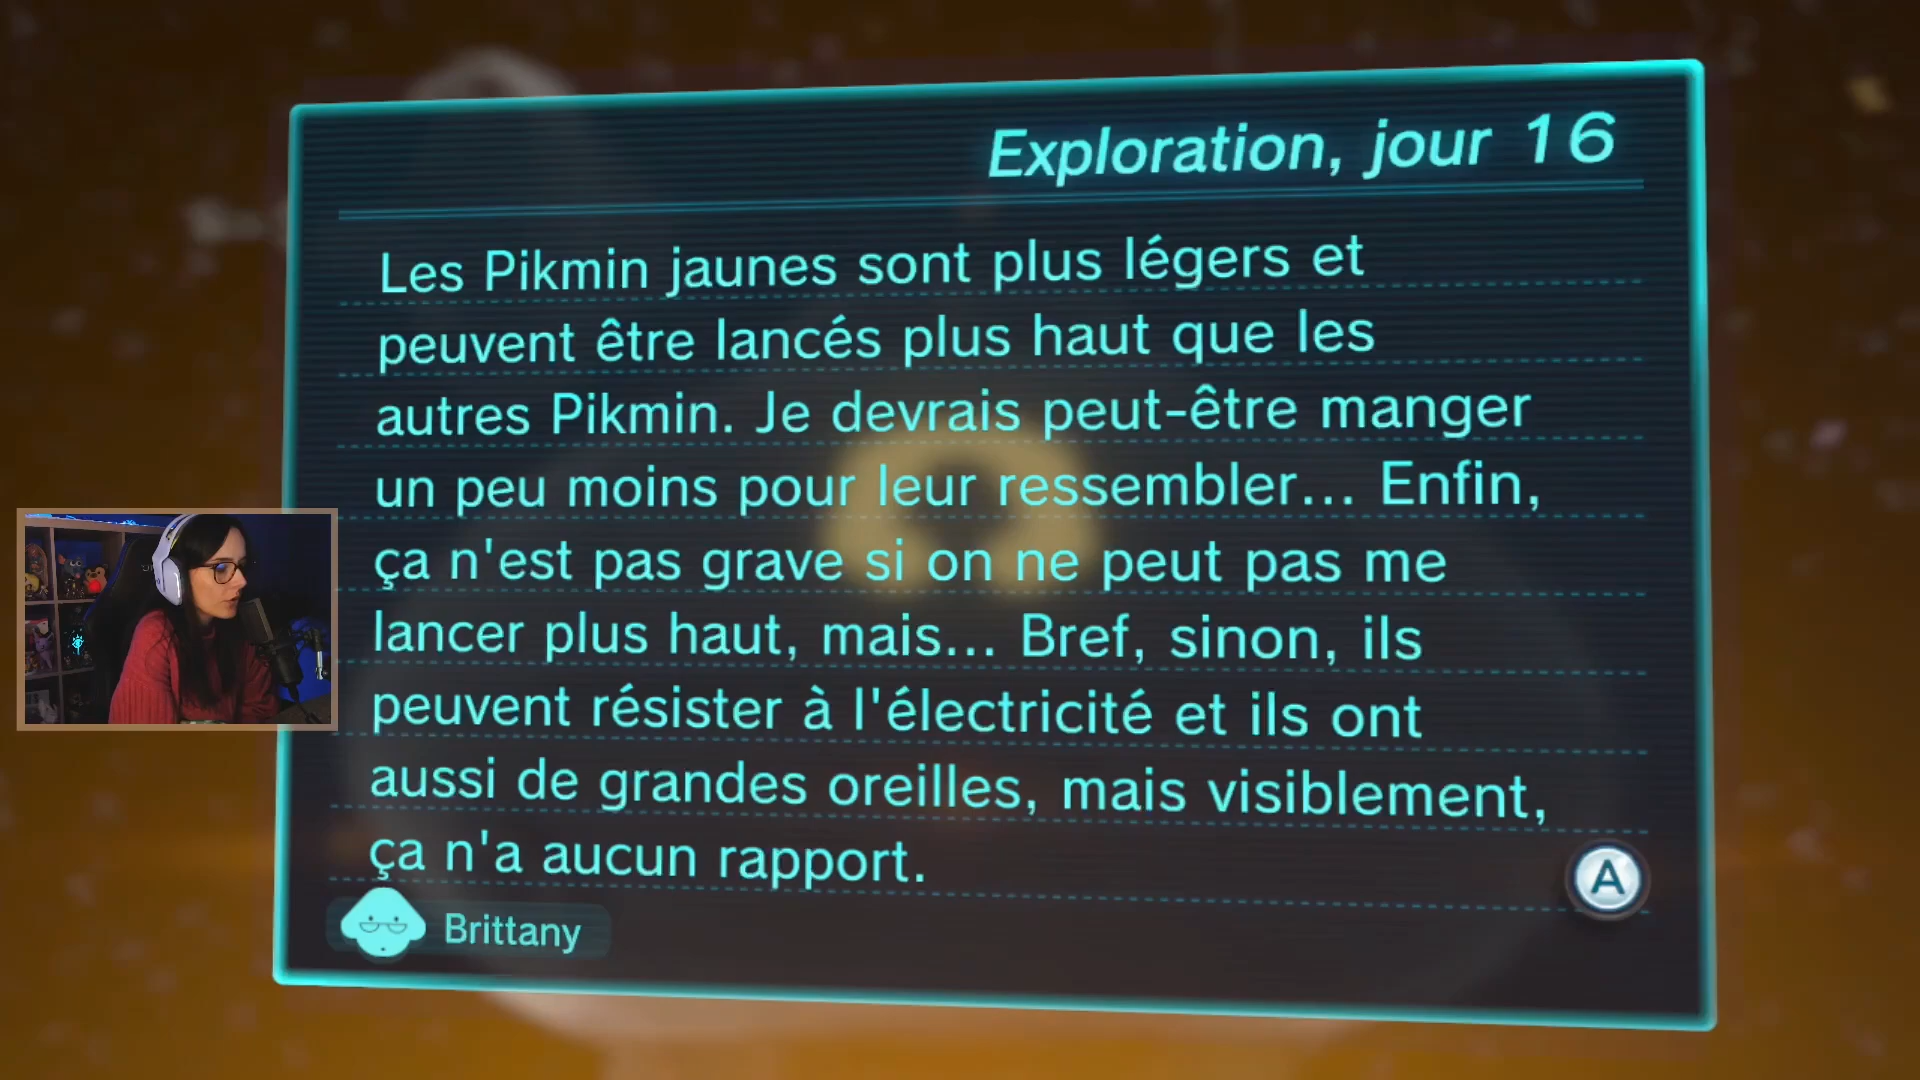 Exploration, jour 16
Les Pikmin jaunes sont plus légers et
peuvent être lancés plus haut que les
autres Pikmin. Je devrais peut-être manger
un peu moins pour leur ressembler... Enfin,
ça n'est pas grave si on ne peut pas me
lancer plus haut, mais... Bref, sinon, ils
peuvent résister à l'électricité et ils ont
aussi de grandes oreilles, mais visiblement,
ça n'a aucun rapport.
A
Brittany